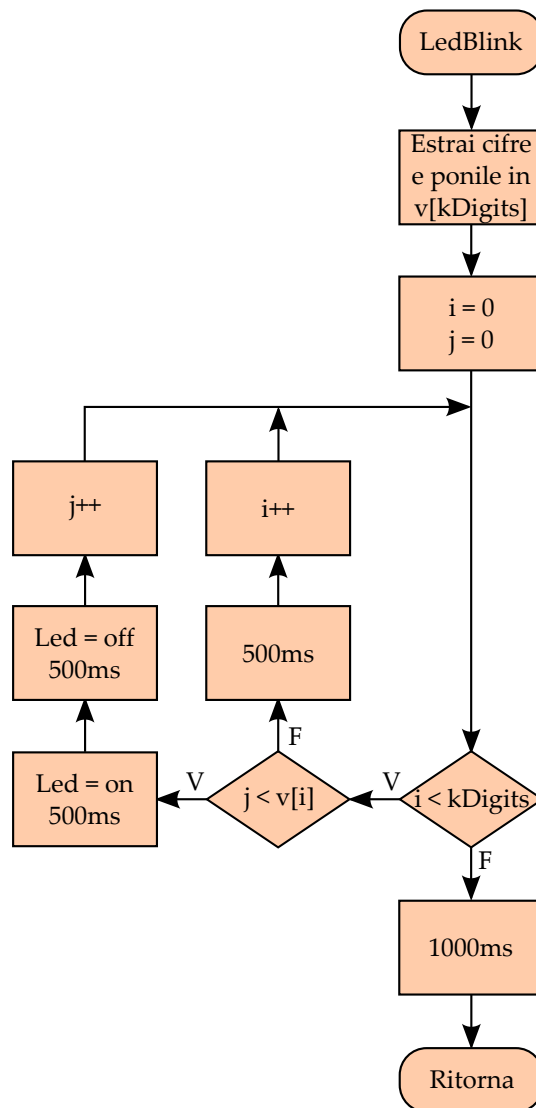 LedBlink
Estrai cifre
e ponile in
v[kDigits]
i = 0
j = 0
j++
i++
Led = off
500ms
500ms
F
Led = on
500ms
V
j < v[i]
V
i < kDigits
F
1000ms
Ritorna